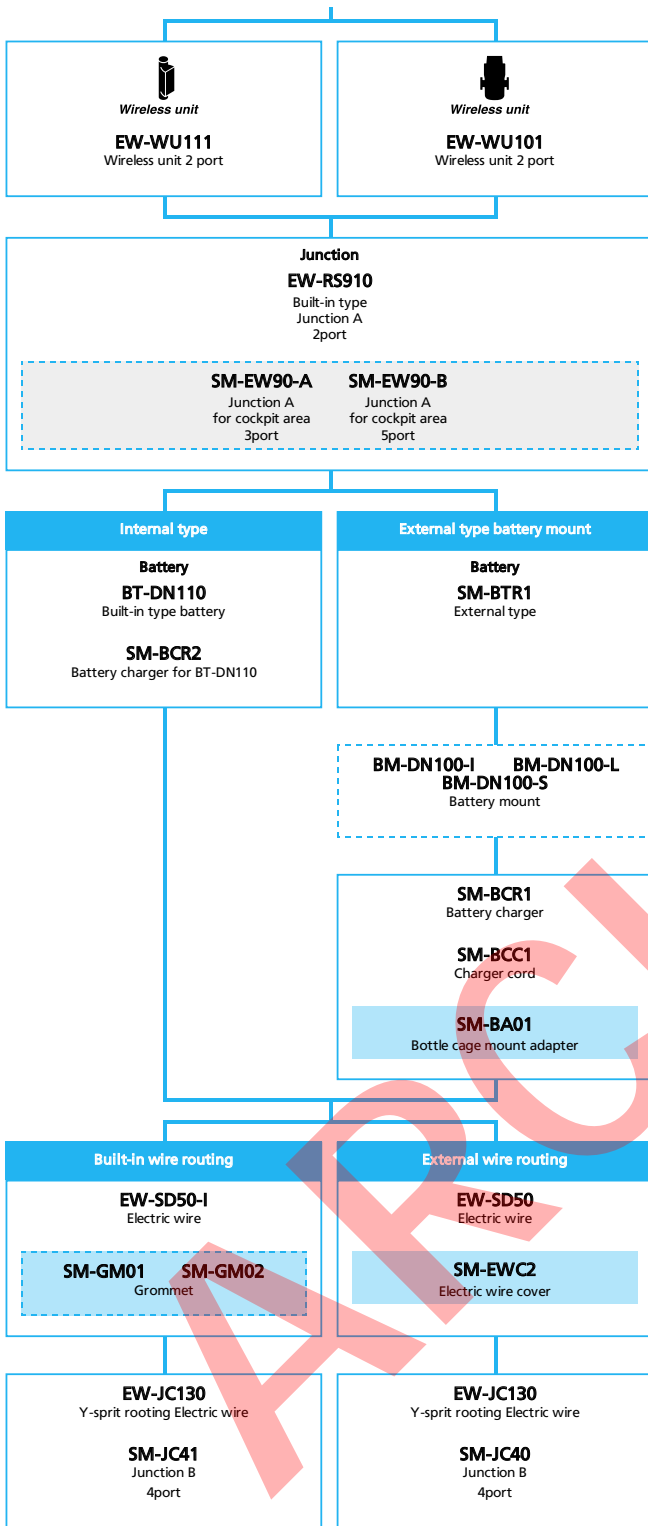 Wireless unit
EW-WU111
Wireless unit 2 port
Wireless unit
EW-WU101
Wireless unit 2 port
Junction
EW-RS910
Built-in type
Junction A
2port
SM-EW90-A
Junction A
for cockpit area
3port
SM-EW90-B
Junction A
for cockpit area
5port
Internal type
Battery
BT-DN110
Built-in type battery
SM-BCR2
Battery charger for BT-DN110
External type battery mount
Battery
SM-BTR1
External type
BM-DN100-I BM-DN100-L
BM-DN100-S
Battery mount
SM-BCR1
Battery charger
SM-BCC1
Charger cord
SM-BA01
Bottle cage mount adapter
Built-in wire routing
EW-SD50-I
Electric wire
SM-GM01 SM-GM02
Grommet
External wire routing
EW-SD50
Electric wire
SM-EWC2
Electric wire cover
EW-JC130
Y-sprit rooting Electric wire
SM-JC41
Junction B
4port
EW-JC130
Y-sprit rooting Electric wire
SM-JC40
Junction B
4port